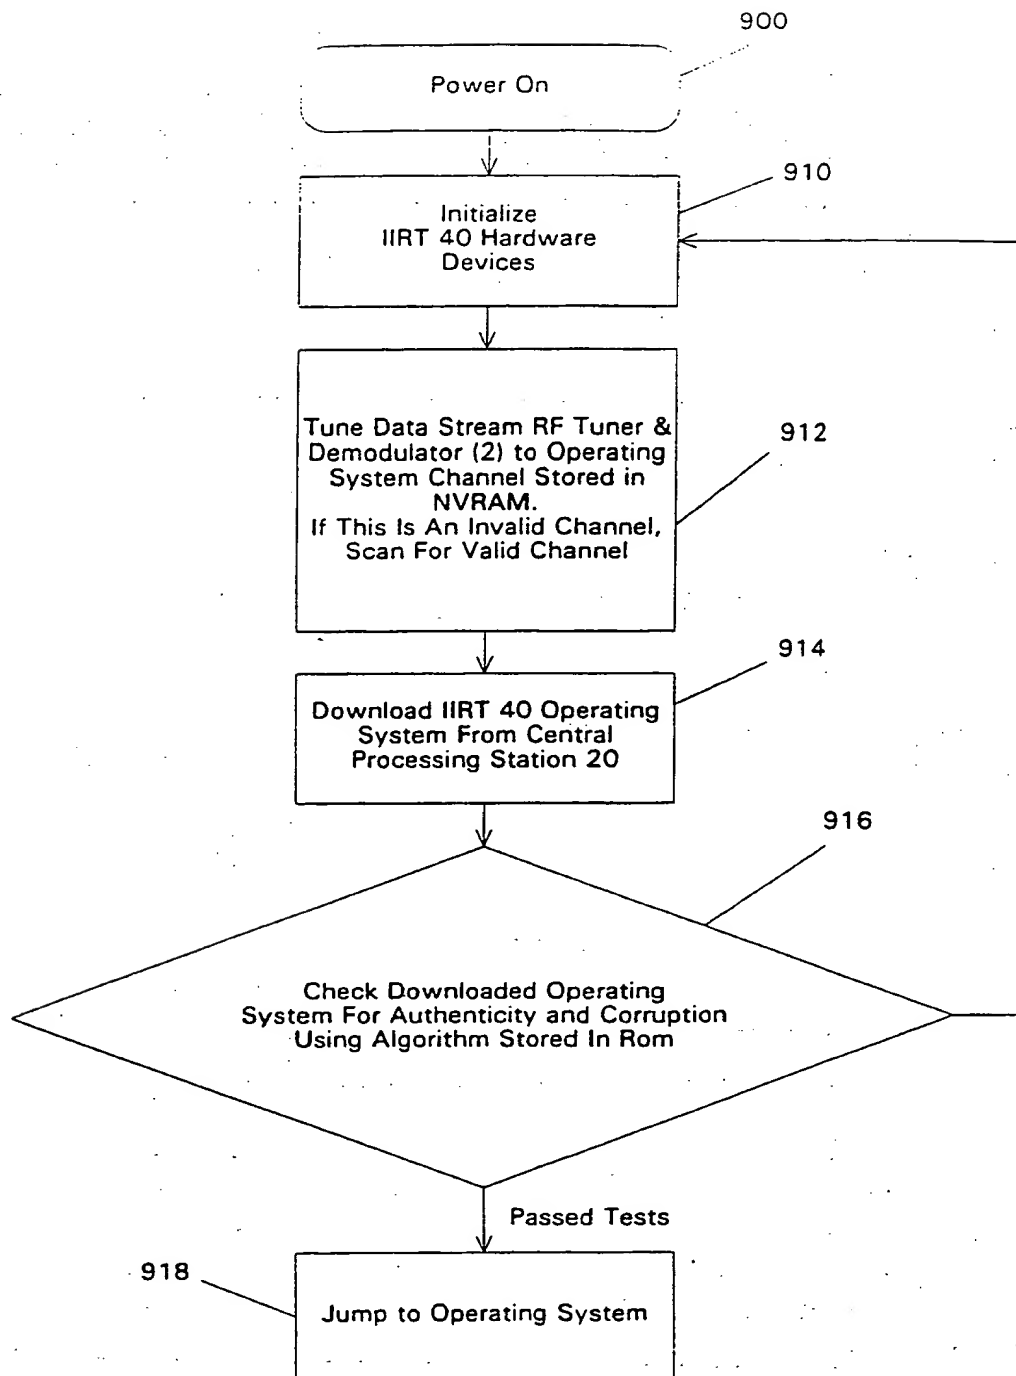 900
Power On
910
Initialize
IIRT 40 Hardware
Devices
Tune Data Stream RF Tuner &
Demodulator (2) to Operating
System Channel Stored in
NVRAM.
If This Is An Invalid Channel,
Scan For Valid Channel
912
914
Download IIRT 40 Operating
System From Central
Processing Station 20
916
Check Downloaded Operating
System For Authenticity and Corruption
Using Algorithm Stored In Rom
Passed Tests
918
Jump to Operating System